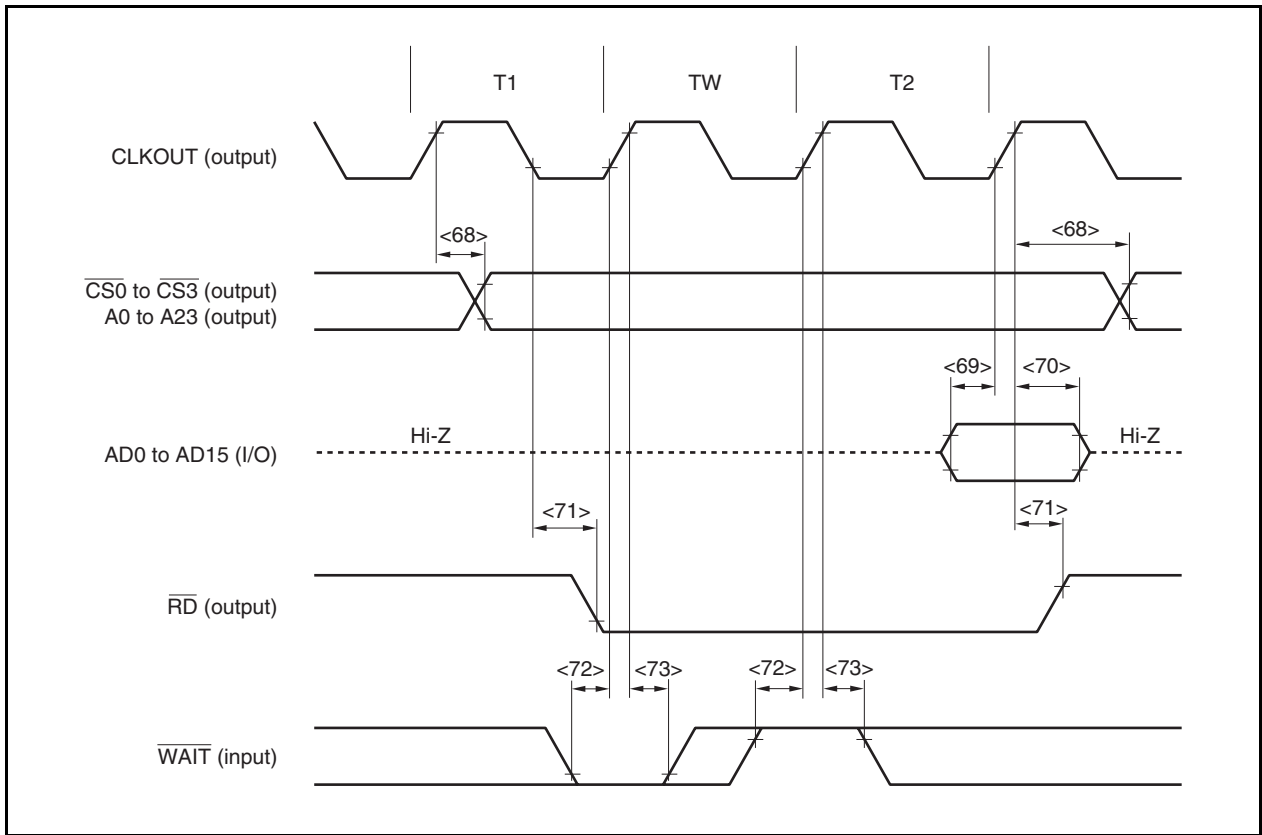 T1 TW T2
CLKOUT (output)
<68> <68>
CS0 to CS3 (output)
A0 to A23 (output)
<69> <70>
Hi-Z Hi-Z
AD0 to AD15 (I/O)
<71> <71>
RD (output)
<72> <73> <72> <73>
WAIT (input)